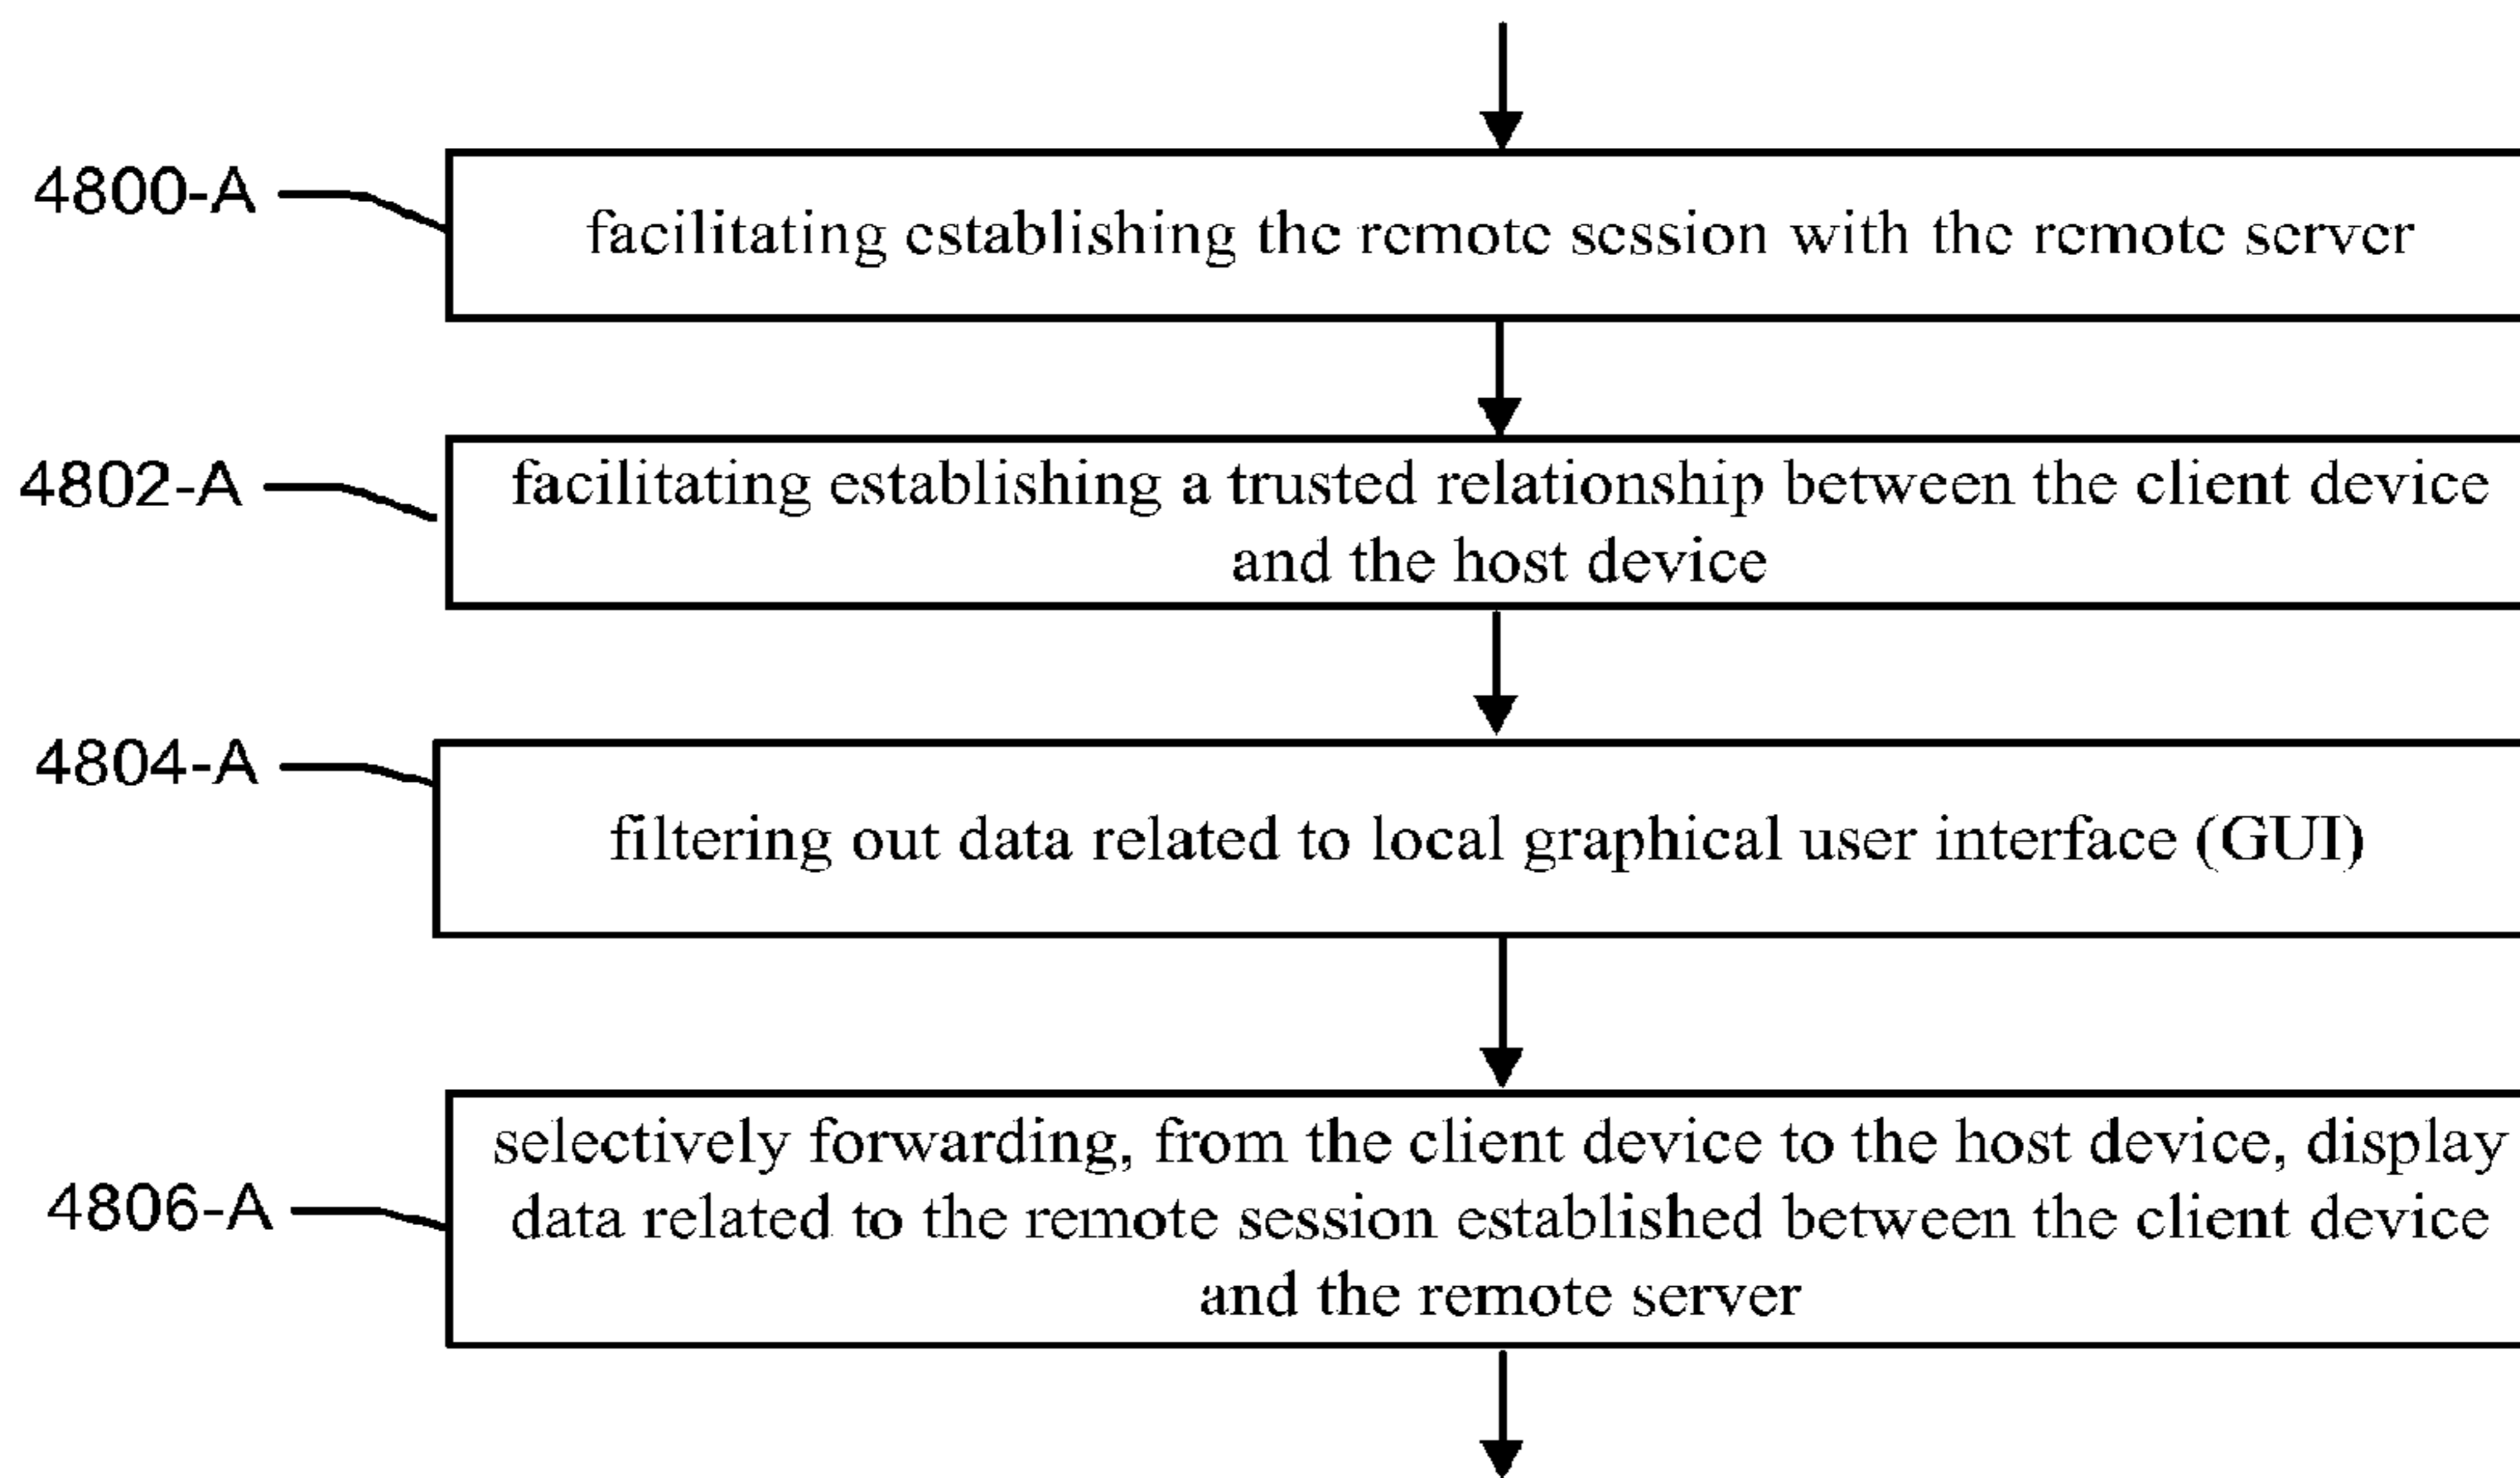 4800-A
facilitating establishing the remote session with the remote server
4802-A
facilitating establishing a trusted relationship between the client device
and the host device
4804-A
filtering out data related to local graphical user interface (GUI)
selectively forwarding, from the client device to the host device, display
4806-A
data related to the remote session established between the client device
and the remote server